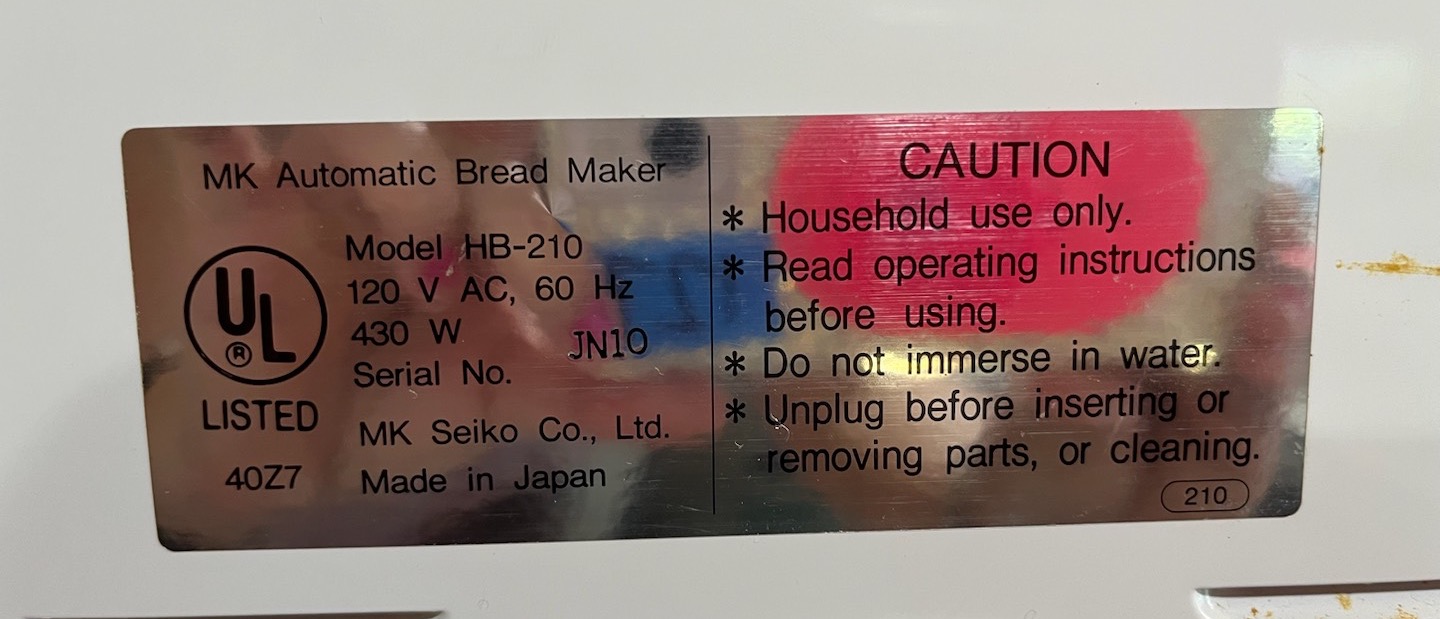 MK Automatic Bread Maker
UL
®
LISTED
40Z7
Model HB-210
120 V AC, 60 Hz
430 W
JN10
Serial No.
MK Seiko Co., Ltd.
Made in Japan
CAUTION
* Household use only.
* Read operating instructions
before using.
* Do not immerse in water.
* Unplug before inserting or
removing parts, or cleaning.
210